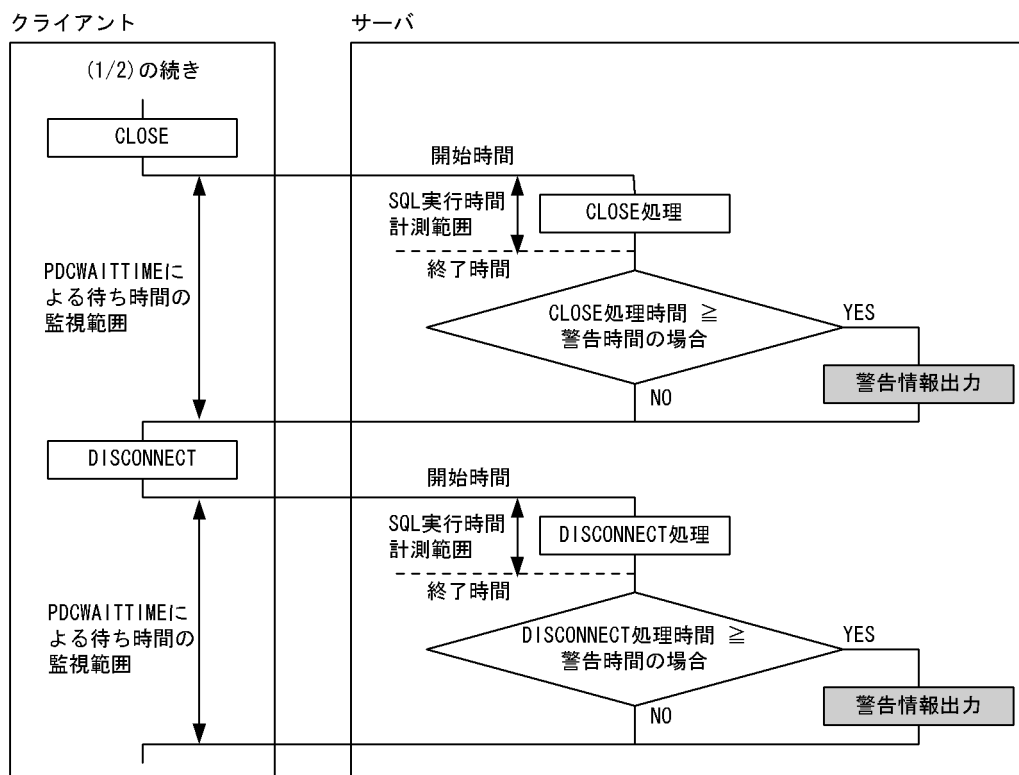 クライアント
サーバ
(1/2)の続き
CLOSE
開始時間
SQL実行時間
計測範囲
CLOSE処理
終了時間
PDCWAITTIMEに
よる待ち時間の
監視範囲
CLOSE処理時間 ≧
警告時間の場合
YES
警告情報出力
NO
DISCONNECT
開始時間
SQL実行時間
計測範囲
DISCONNECT処理
終了時間
PDCWAITTIMEに
よる待ち時間の
監視範囲
DISCONNECT処理時間 ≧
警告時間の場合
YES
警告情報出力
NO